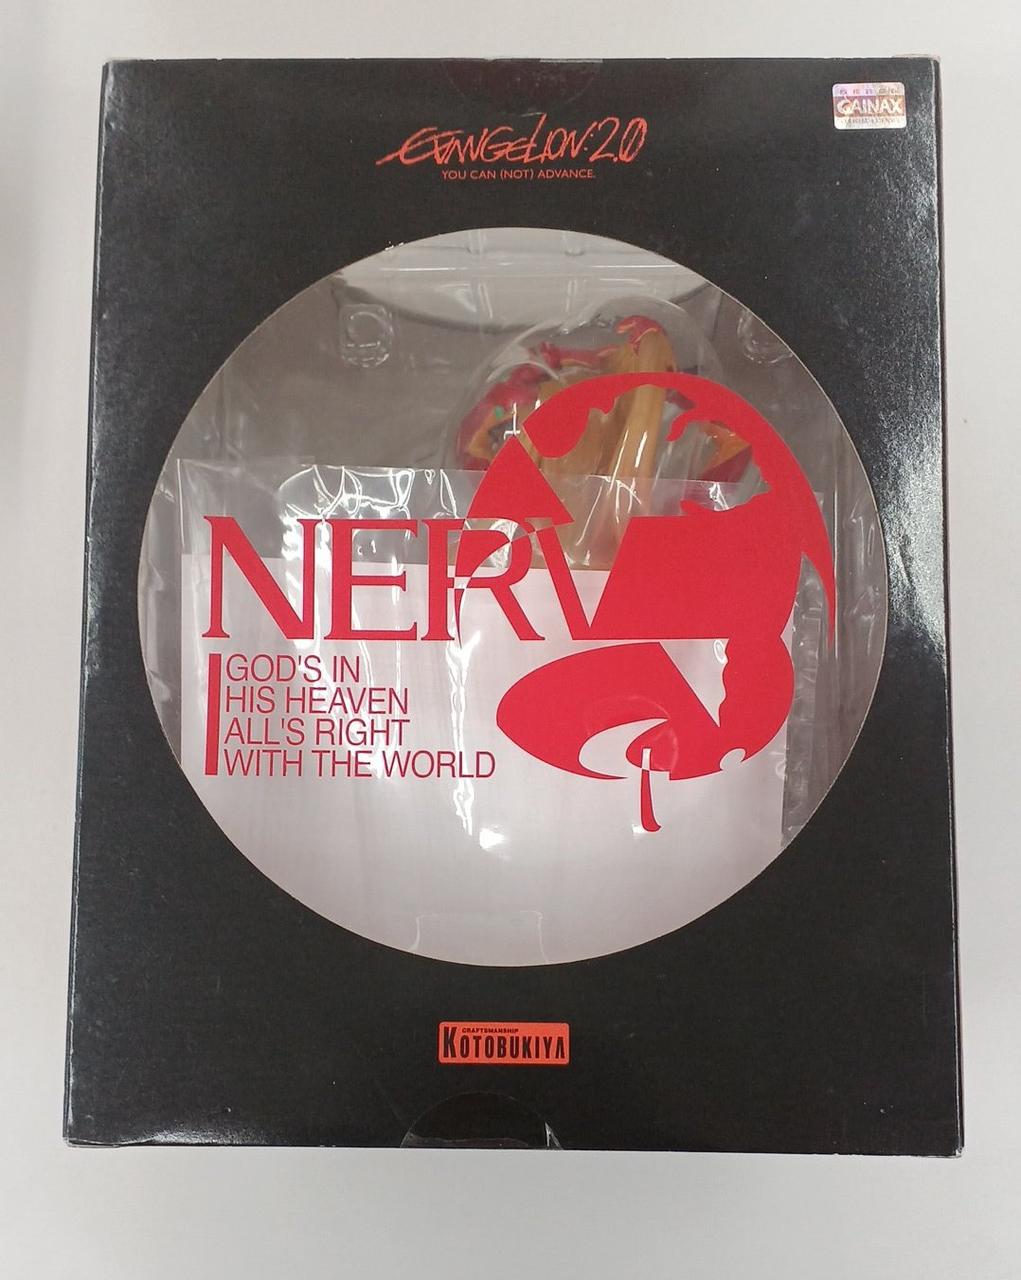 GAINAX
EVANGELION:2.0
YOU CAN (NOT) ADVANCE.
NERV
GOD'S IN
HIS HEAVEN
ALL'S RIGHT
WITH THE WORLD
CRAFTSMANSHIP
KOTOBUKIYA